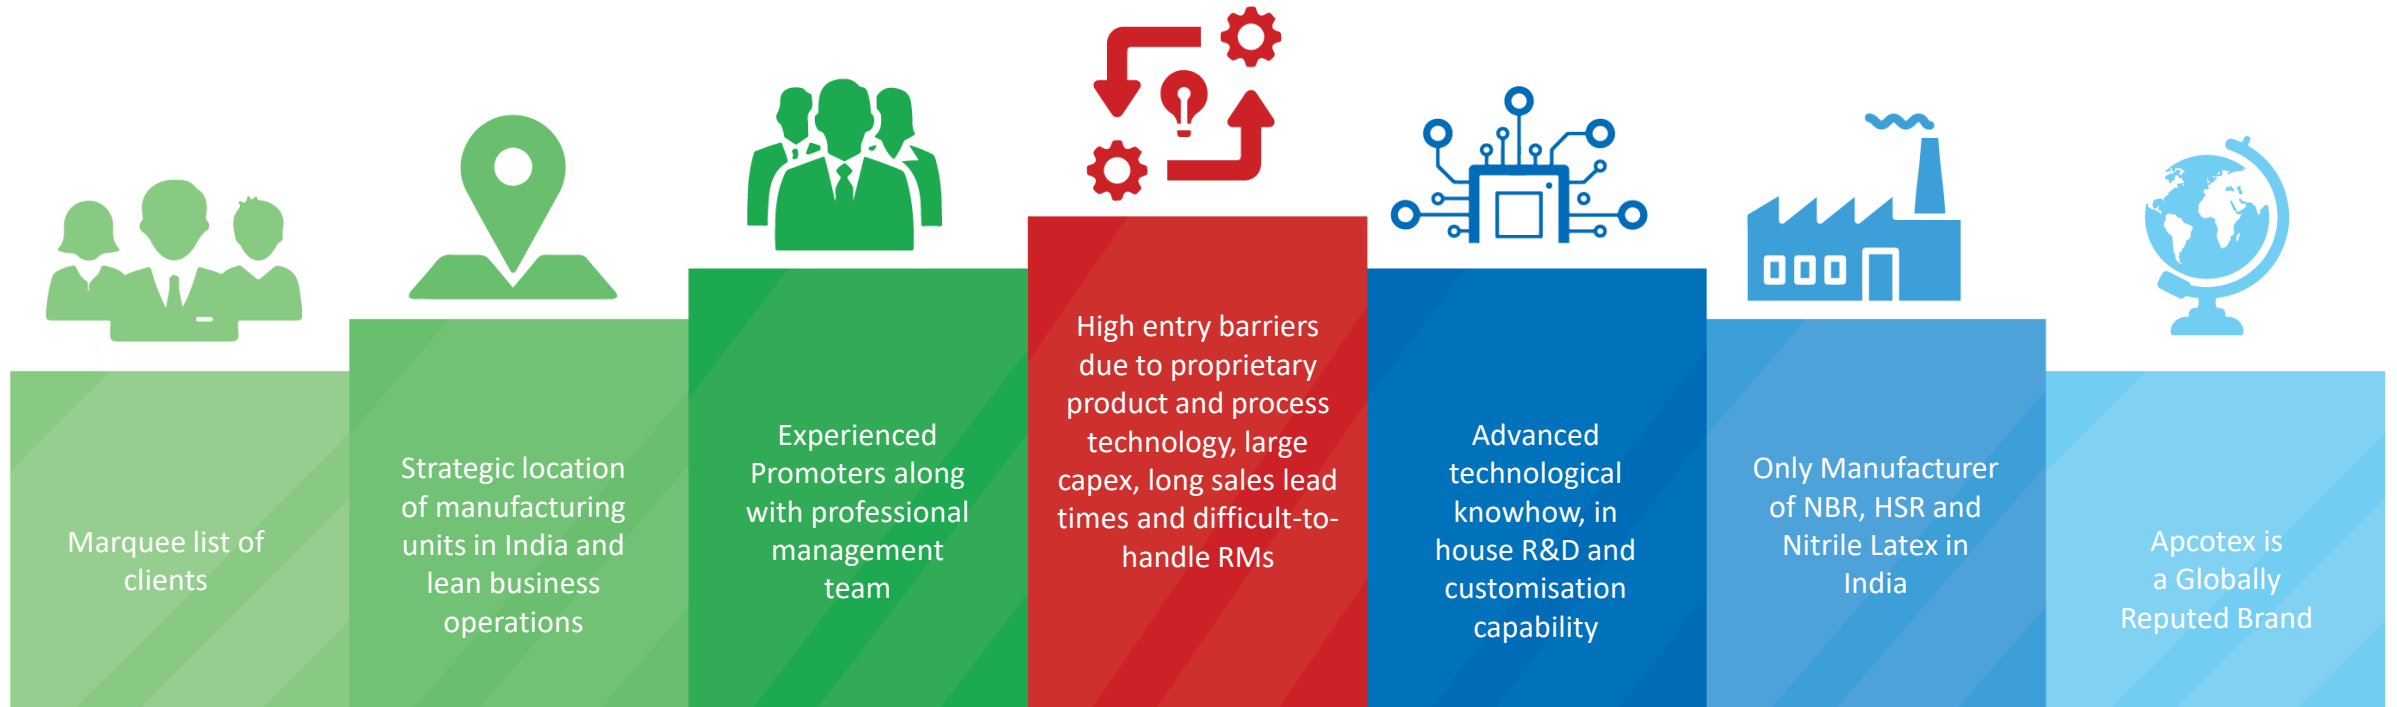 Marquee list of
clients
Strategic location
of manufacturing
units in India and
lean business
operations
Experienced
Promoters along
with professional
management
team
High entry barriers
due to proprietary
product and process
technology, large
capex, long sales lead
times and difficult-to-
handle RMs
Advanced
technological
knowhow, in
house R&D and
customisation
capability
Only Manufacturer
of NBR, HSR and
Nitrile Latex in
India
Apcotex is
a Globally
Reputed Brand